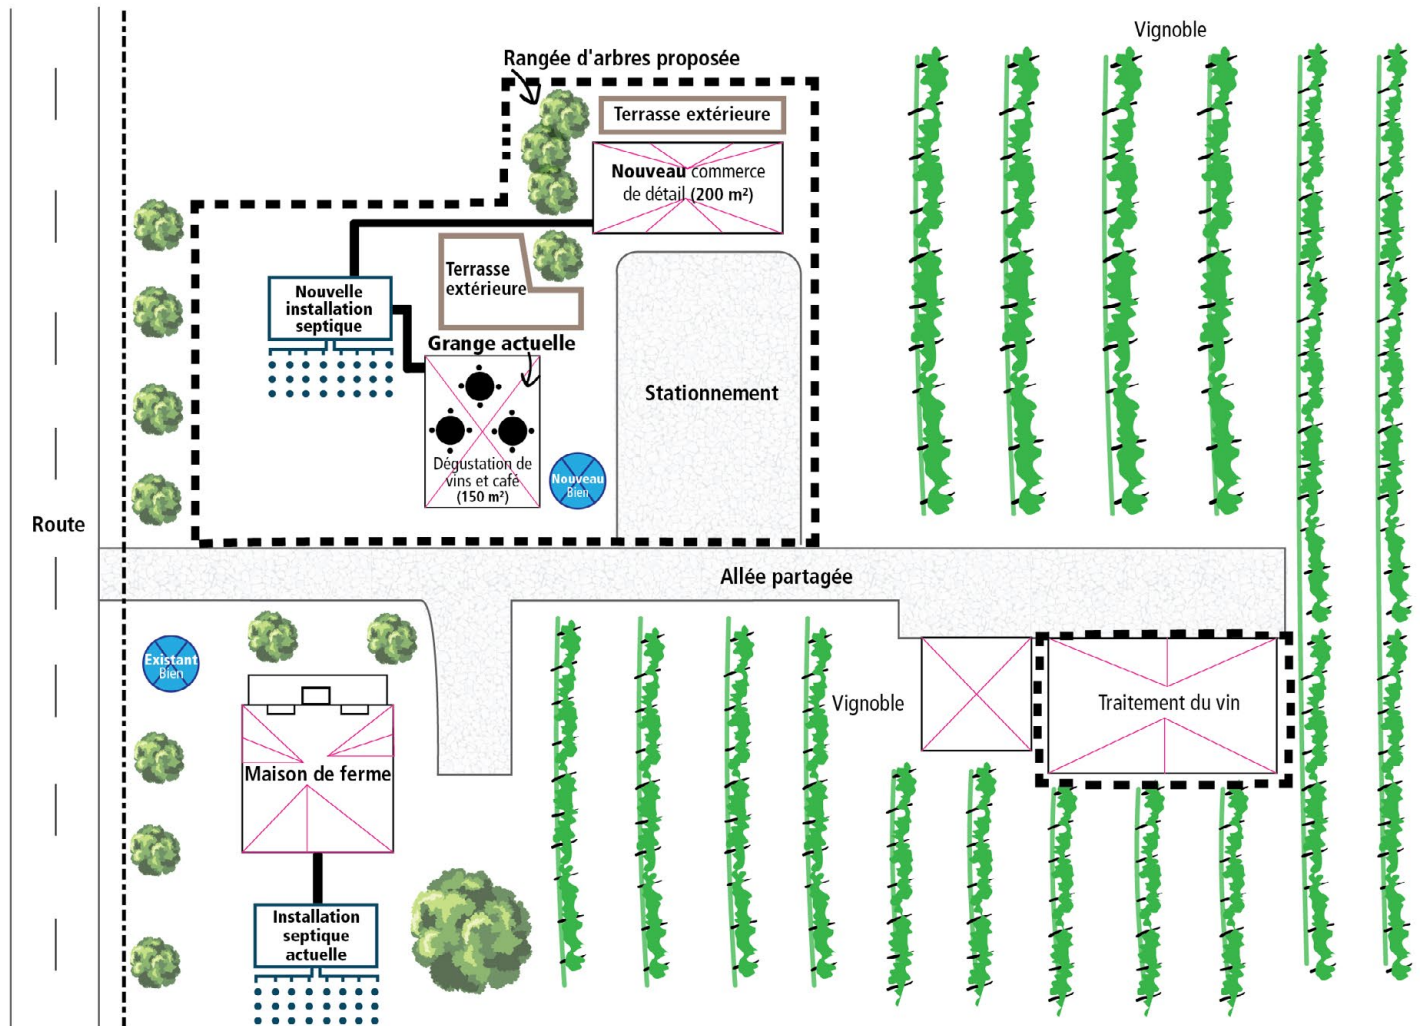 Vignoble
Rangée d'arbres proposée
Terrasse extérieure
Nouveau commerce
de détail (200 m²)
Terrasse
extérieure
Nouvelle
installation
septique
Grange actuelle
Stationnement
Dégustation de
vins et café
(150 m²)
Nouveau
Bien
Route
Allée partagée
Existant
Bien
Vignoble
Traitement du vin
Maison de ferme
Installation
septique
actuelle